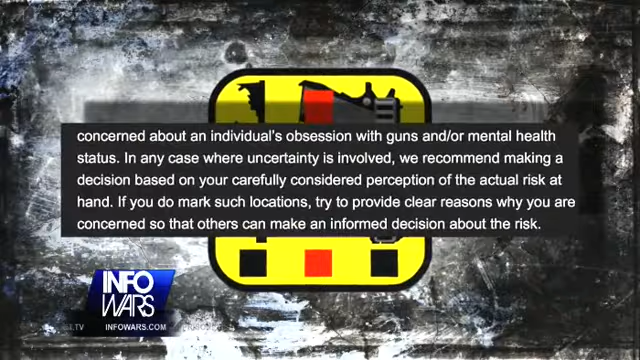 concerned about an individual's obsession with guns and/or mental health
status. In any case where uncertainty is involved, we recommend making a
decision based on your carefully considered perception of the actual risk at
hand. If you do mark such locations, try to provide clear reasons why you are
concerned so that others can make an informed decision about the risk.
INFO
WARS
.TV INFOWARS.COM